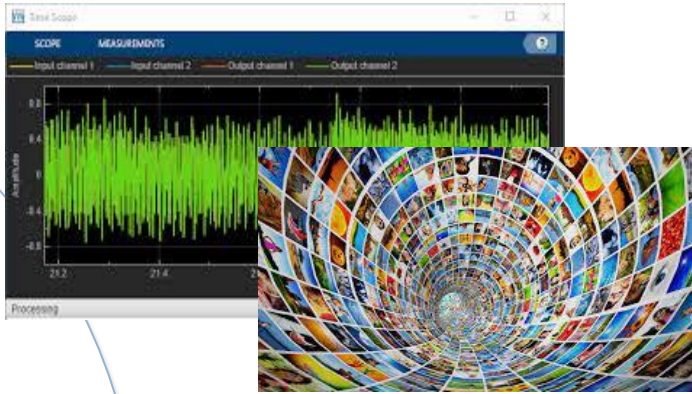 Time Scope
SCOPE MEASUREMENTS ?
Input channel 1 Input channel 2 Output channel 1 Output channel 2
Amplitude
0.8
0.4
0
-0.4
-0.8
21.2 21.4
Processing